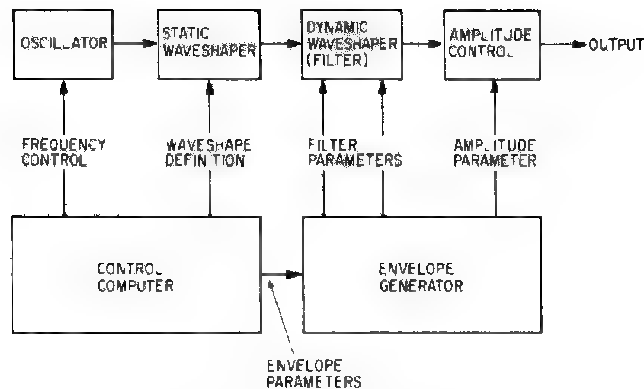 OSCILLATOR
STATIC
WAVESHAPER
DYNAMIC
WAVESHAPER
(FILTER)
AMPLITUDE
CONTROL
OUTPUT
FREQUENCY
CONTROL
WAVESHAPE
DEFINITION
FILTER
PARAMETERS
AMPLITUDE
PARAMETER
CONTROL
COMPUTER
ENVELOPE
GENERATOR
ENVELOPE
PARAMETERS